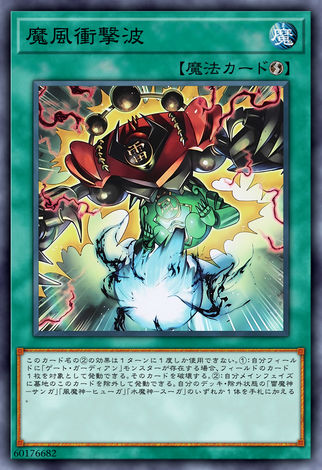 魔風衝撃波
魔
【魔法カード】
雷
このカード名の②の効果は1ターンに1度しか使用できない。①:自分フィール
ドに「ゲート・ガーディアン」モンスターが存在する場合、フィールドのカード
1枚を対象として発動できる。そのカードを破壊する。②:自分メインフェイズ
に墓地のこのカードを除外して発動できる。自分のデッキ・除外状態の「雷魔神
-サンガ」「風魔神-ヒューガ」「水魔神-スーガ」のいずれか1体を手札に加える
。
60176682